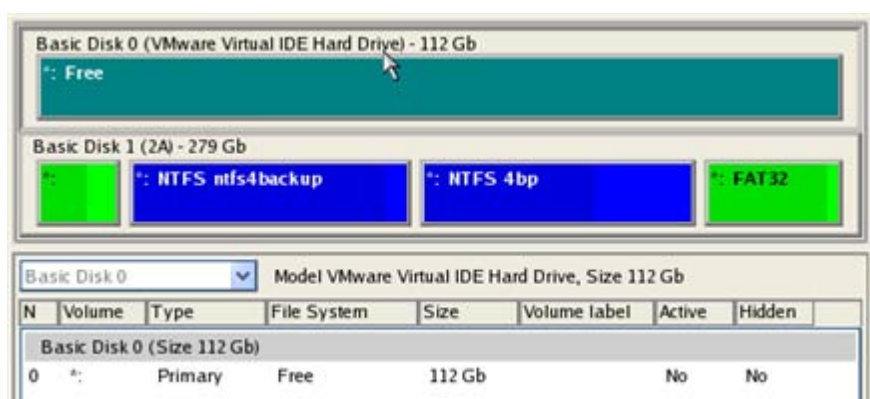 Basic Disk 0 (VMware Virtual IDE Hard Drive) - 112 Gb
*: Free
Basic Disk 1 (2A) - 279 Gb
*: *: NTFS ntfs4backup *: NTFS 4bp *: FAT32
Basic Disk 0 Model VMware Virtual IDE Hard Drive, Size 112 Gb
N Volume Type File System Size Volume label Active Hidden
Basic Disk 0 (Size 112 Gb)
0 *: Primary Free 112 Gb No No